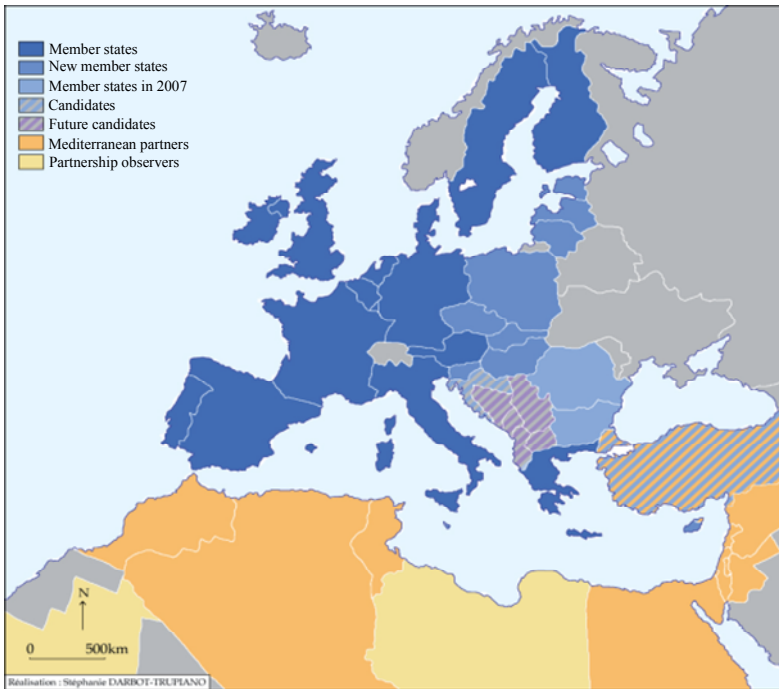 Member states
New member states
Member states in 2007
Candidates
Future candidates
Mediterranean partners
Partnership observers
N
0 500km
Réalisation : Stéphanie DARBOT-TRUPIANO